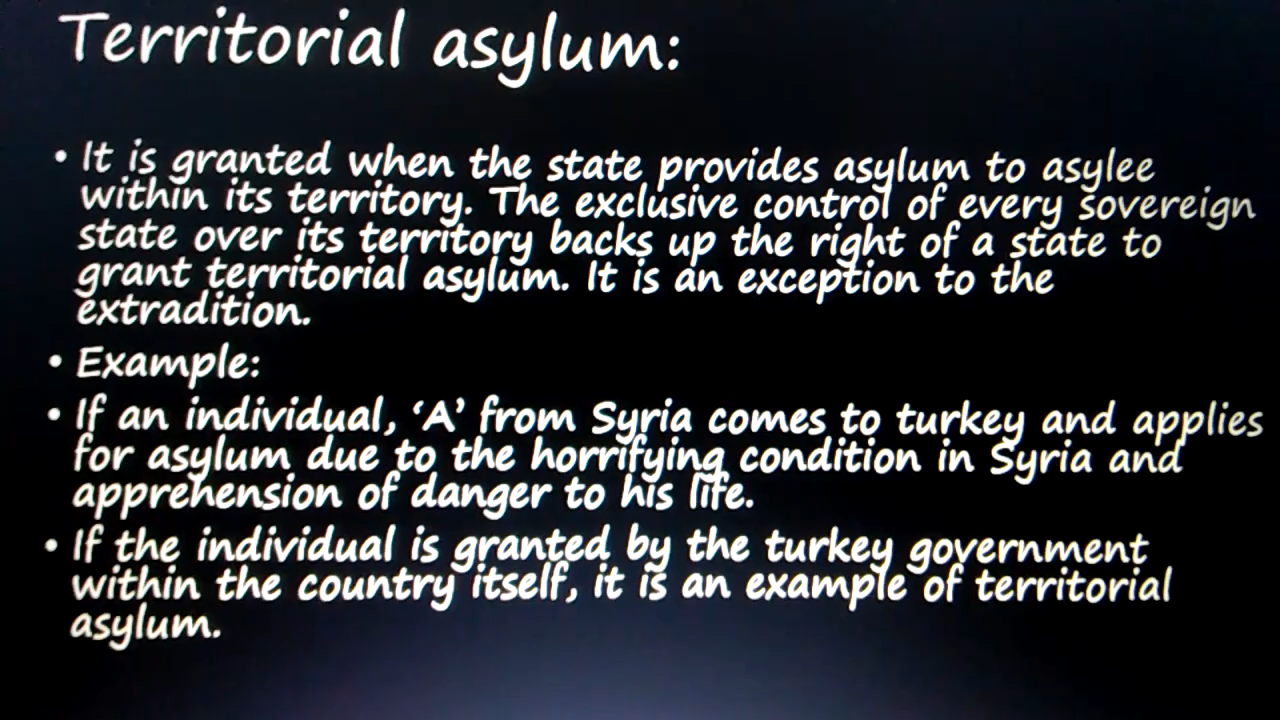 Territorial asylum:
• It is granted when the state provides asylum to asylee
within its territory. The exclusive control of every sovereign
state over its territory backs up the right of a state to
grant territorial asylum. It is an exception to the
extradition.
• Example:
• If an individual, ‘A’ from Syria comes to turkey and applies
for asylum due to the horrifying condition in Syria and
apprehension of danger to his life.
• If the individual is granted by the turkey government
within the country itself, it is an example of territorial
asylum.